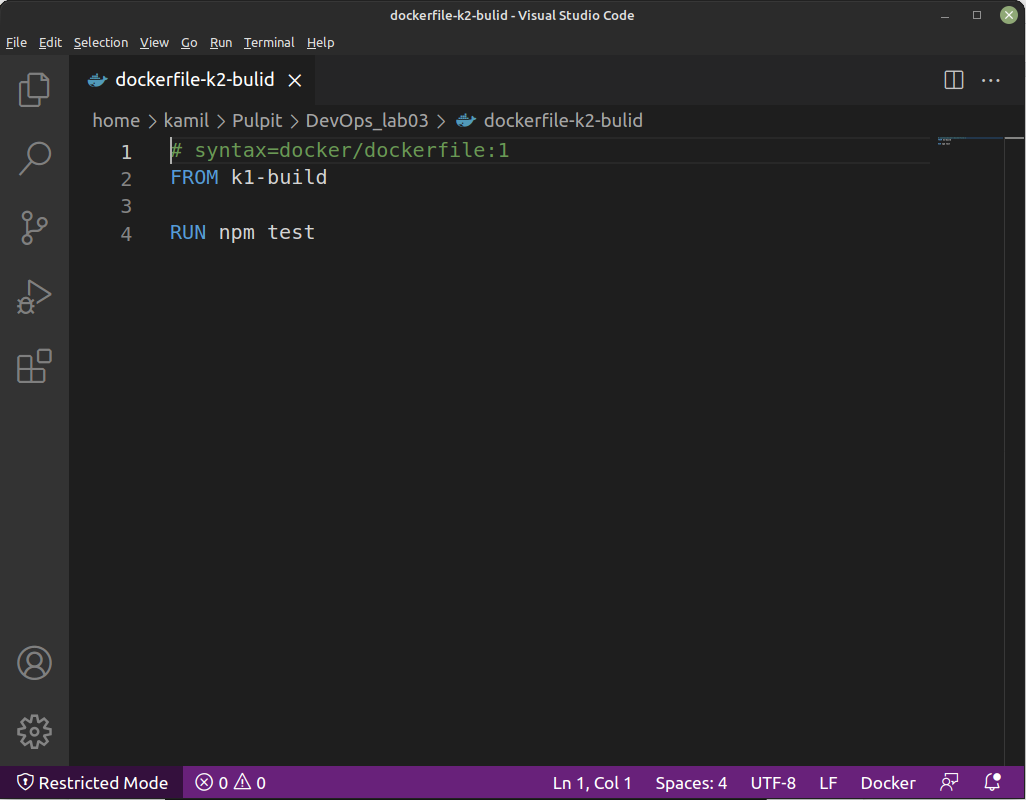 dockerfile-k2-bulid - Visual Studio Code
File Edit Selection View Go Run Terminal Help
dockerfile-k2-bulid
home > kamil > Pulpit > DevOps_lab03 > dockerfile-k2-bulid
1 # syntax=docker/dockerfile:1
2 FROM k1-build
3
4 RUN npm test
Restricted Mode 0 0 Ln 1, Col 1 Spaces: 4 UTF-8 LF Docker